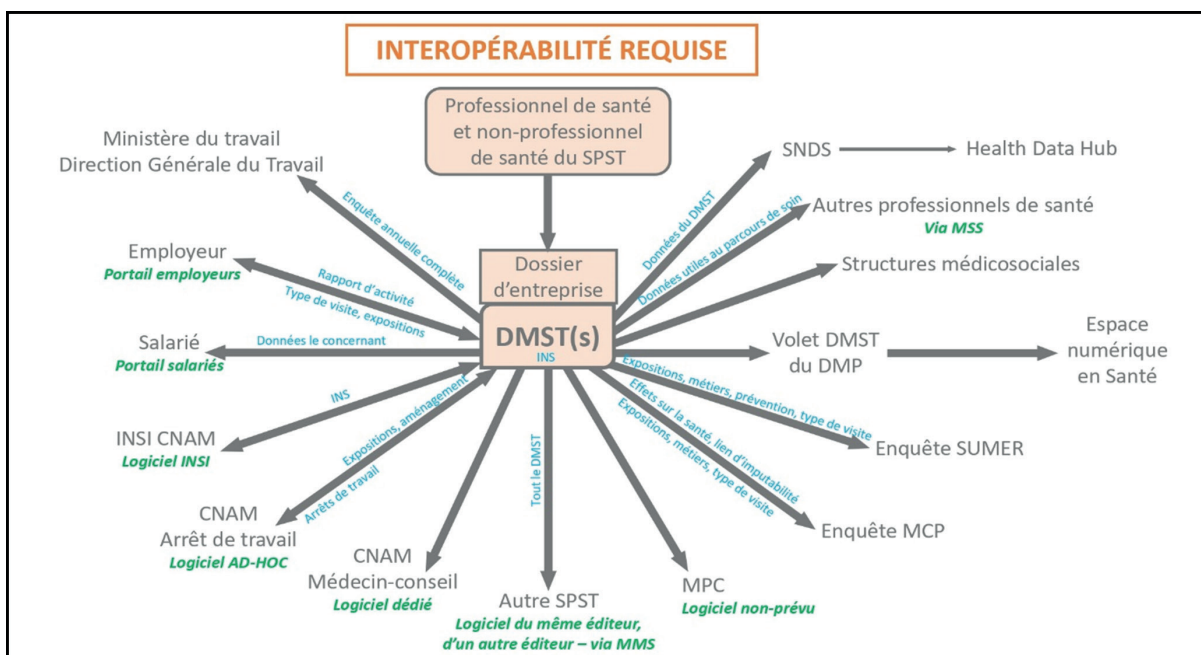 INTEROPÉRABILITÉ REQUISE
Professionnel de santé
et non-professionnel
de santé du SPST
Ministère du travail
Direction Générale du Travail
Enquête annuelle complète
Employeur
Portail employeurs
Rapport d'activité
Type de visite, expositions
Salarié
Portail salariés
Données le concernant
INSI CNAM
Logiciel INSI
INS
CNAM
Arrêt de travail
Logiciel AD-HOC
Expositions, aménagement
Arrêts de travail
CNAM
Médecin-conseil
Logiciel dédié
Dossier
d'entreprise
DMST(s)
INS
Tout le DMST
Autre SPST
Logiciel du même éditeur,
d'un autre éditeur – via MMS
MPC
Logiciel non-prévu
Données du DMST
SNDS
Health Data Hub
Données utiles au parcours de soin
Autres professionnels de santé
Via MSS
Structures médicosociales
Volet DMST
du DMP
Espace
numérique
en Santé
Expositions, métiers, prévention, type de visite
Enquête SUMER
Effets sur la santé, lien d'imputabilité
Expositions, métiers, type de visite
Enquête MCP